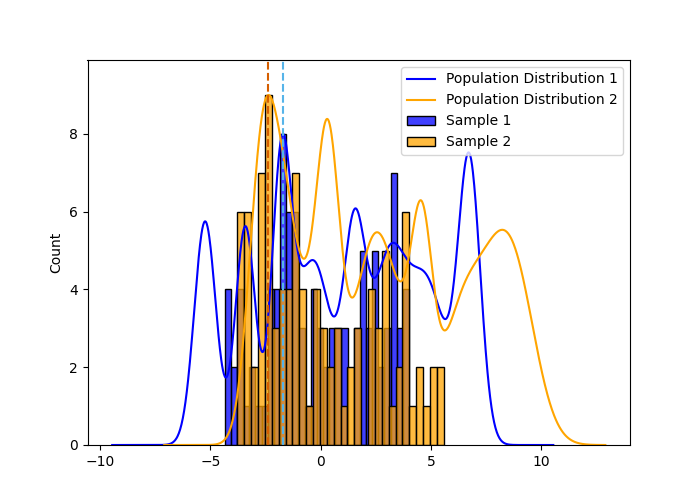 Population Distribution 1
Population Distribution 2
Sample 1
Sample 2
Count
8
6
4
2
0
−10
−5
0
5
10